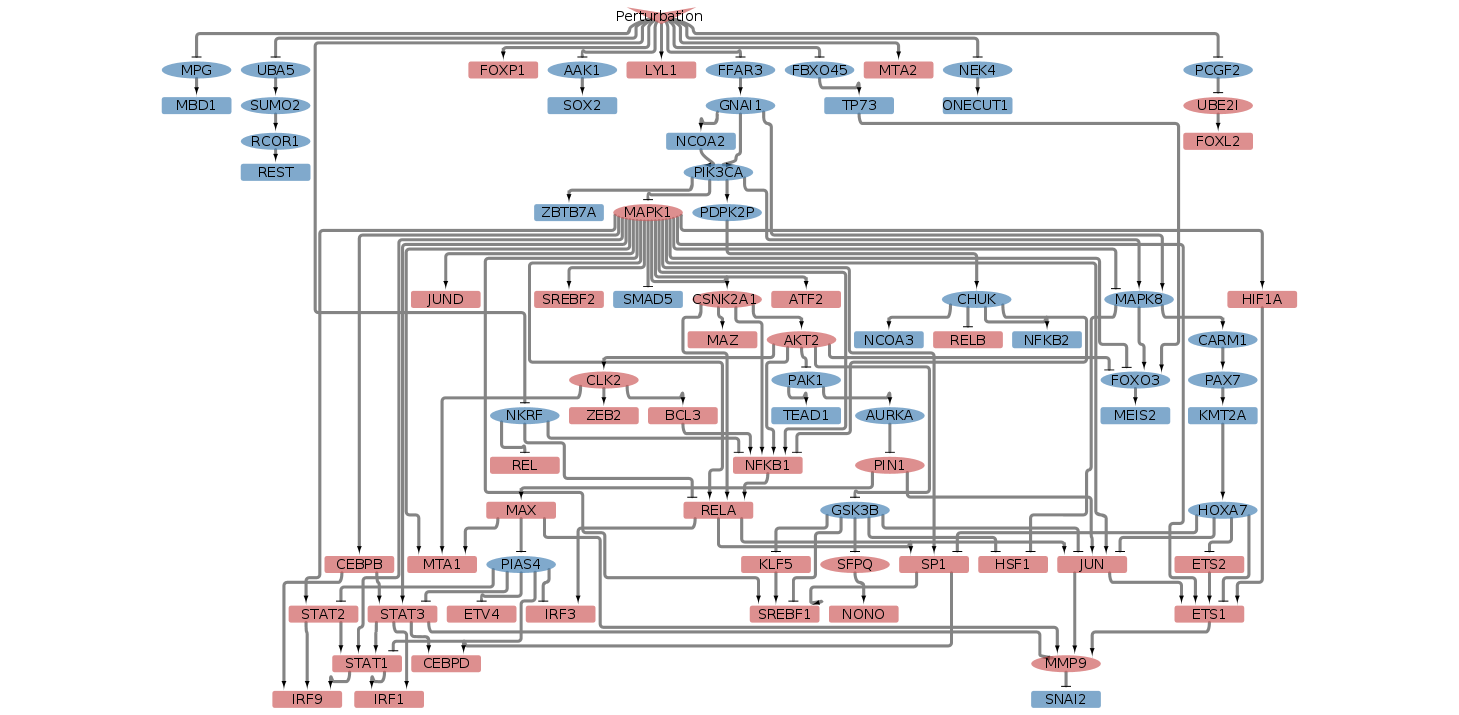 Perturbation
MPG UBA5 FOXP1 AAK1 LYL1 FFAR3 FBXO45 MTA2 NEK4 PCGF2
MBD1 SUMO2 SOX2 GNAI1 TP73 ONECUT1 UBE2I
RCOR1 NCOA2 FOXL2
REST PIK3CA
ZBTB7A MAPK1 PDPK2P
JUND SREBF2 SMAD5 CSNK2A1 ATF2 CHUK MAPK8 HIF1A
MAZ AKT2 NCOA3 RELB NFKB2 CARM1
CLK2 PAK1 FOXO3 PAX7
NKRF ZEB2 BCL3 TEAD1 AURKA MEIS2 KMT2A
REL NFKB1 PIN1
MAX RELA GSK3B HOXA7
CEBPB MTA1 PIAS4 KLF5 SFPQ SP1 HSF1 JUN ETS2
STAT2 STAT3 ETV4 IRF3 SREBF1 NONO ETS1
STAT1 CEBPD MMP9
IRF9 IRF1 SNAI2